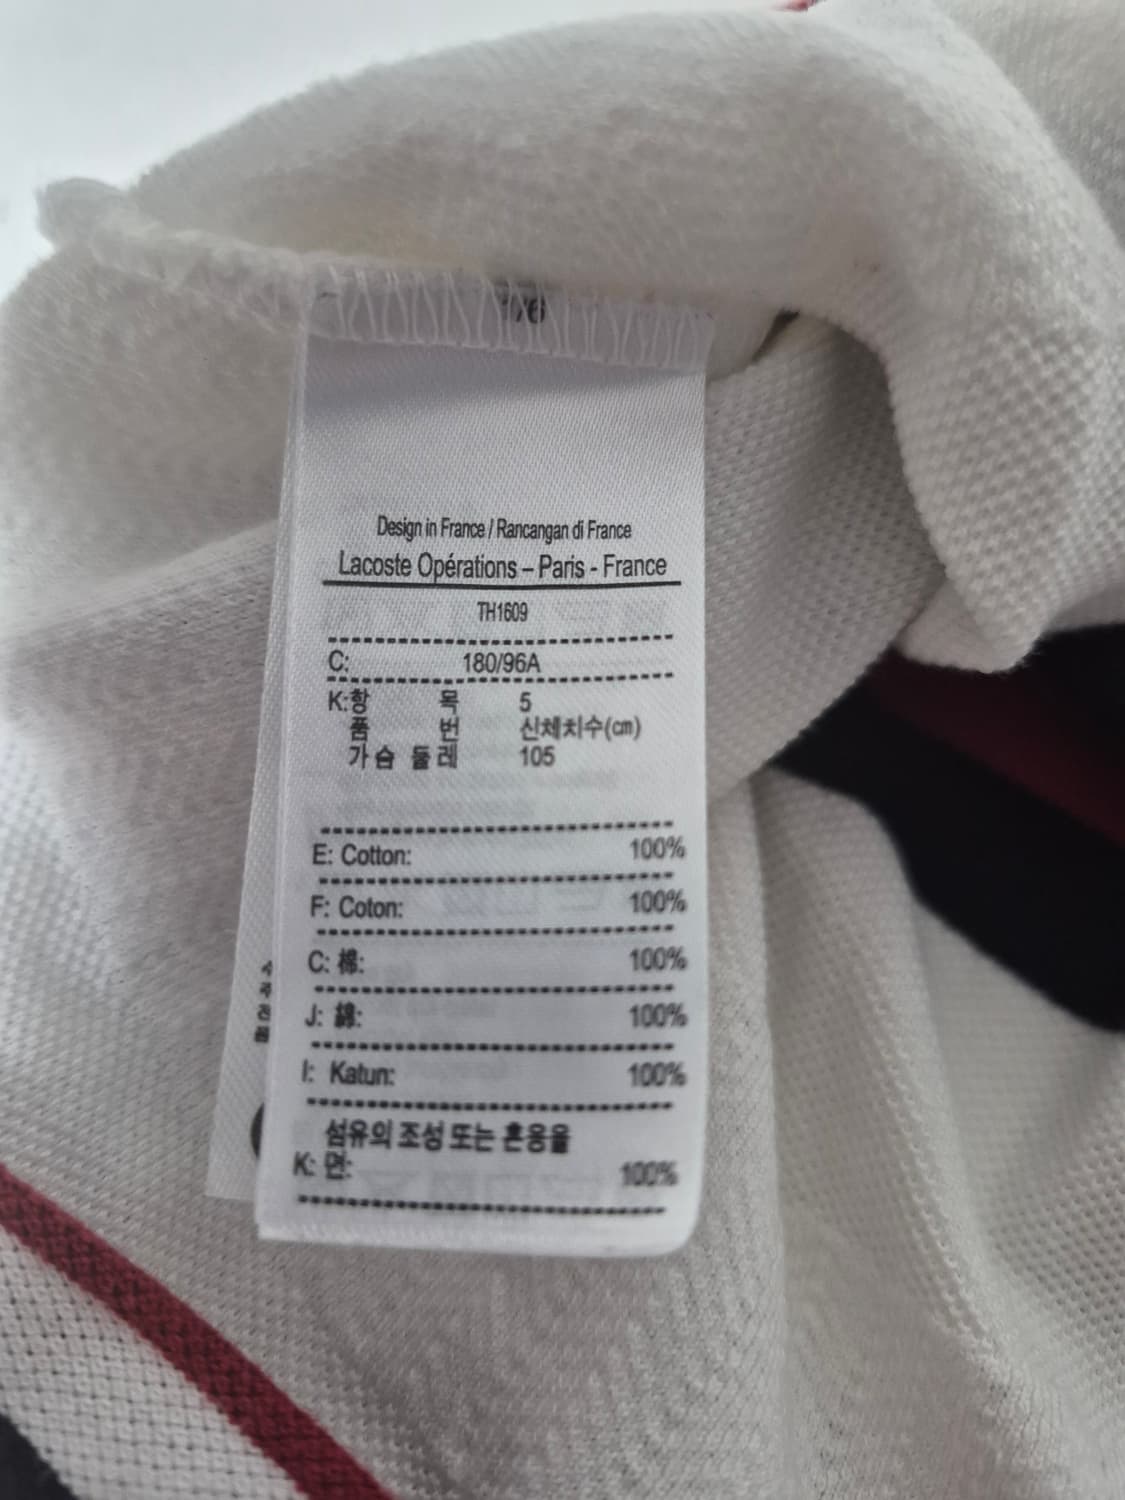 Design in France / Rancangan di France
Lacoste Opérations – Paris - France
TH1609
C: 180/96A
K:항 목 5
품 번 신체치수(cm)
가슴 둘레 105
E: Cotton: 100%
F: Coton: 100%
C: 棉: 100%
J: 綿: 100%
I: Katun: 100%
섬유의 조성 또는 혼용율
K: 면: 100%